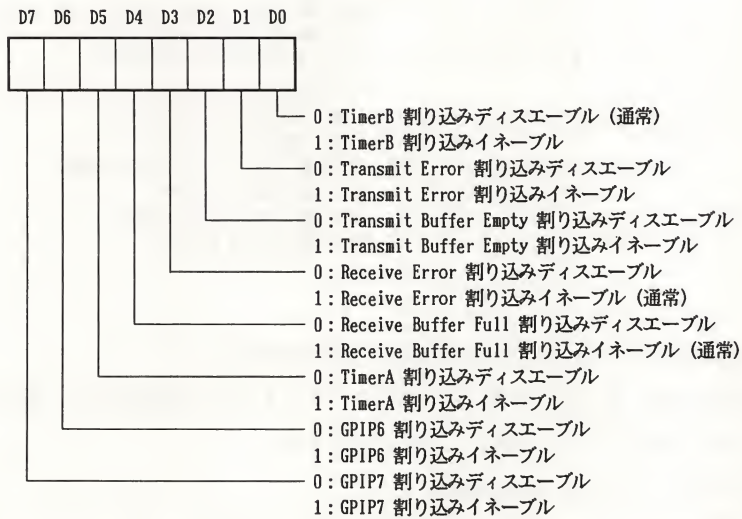 D7 D6 D5 D4 D3 D2 D1 D0
0:TimerB 割り込みディスエーブル (通常)
1:TimerB 割り込みイネーブル
0:Transmit Error 割り込みディスエーブル
1:Transmit Error 割り込みイネーブル
0:Transmit Buffer Empty 割り込みディスエーブル
1:Transmit Buffer Empty 割り込みイネーブル
0:Receive Error 割り込みディスエーブル
1:Receive Error 割り込みイネーブル (通常)
0:Receive Buffer Full 割り込みディスエーブル
1:Receive Buffer Full 割り込みイネーブル (通常)
0:TimerA 割り込みディスエーブル
1:TimerA 割り込みイネーブル
0:GPIP6 割り込みディスエーブル
1:GPIP6 割り込みイネーブル
0:GPIP7 割り込みディスエーブル
1:GPIP7 割り込みイネーブル